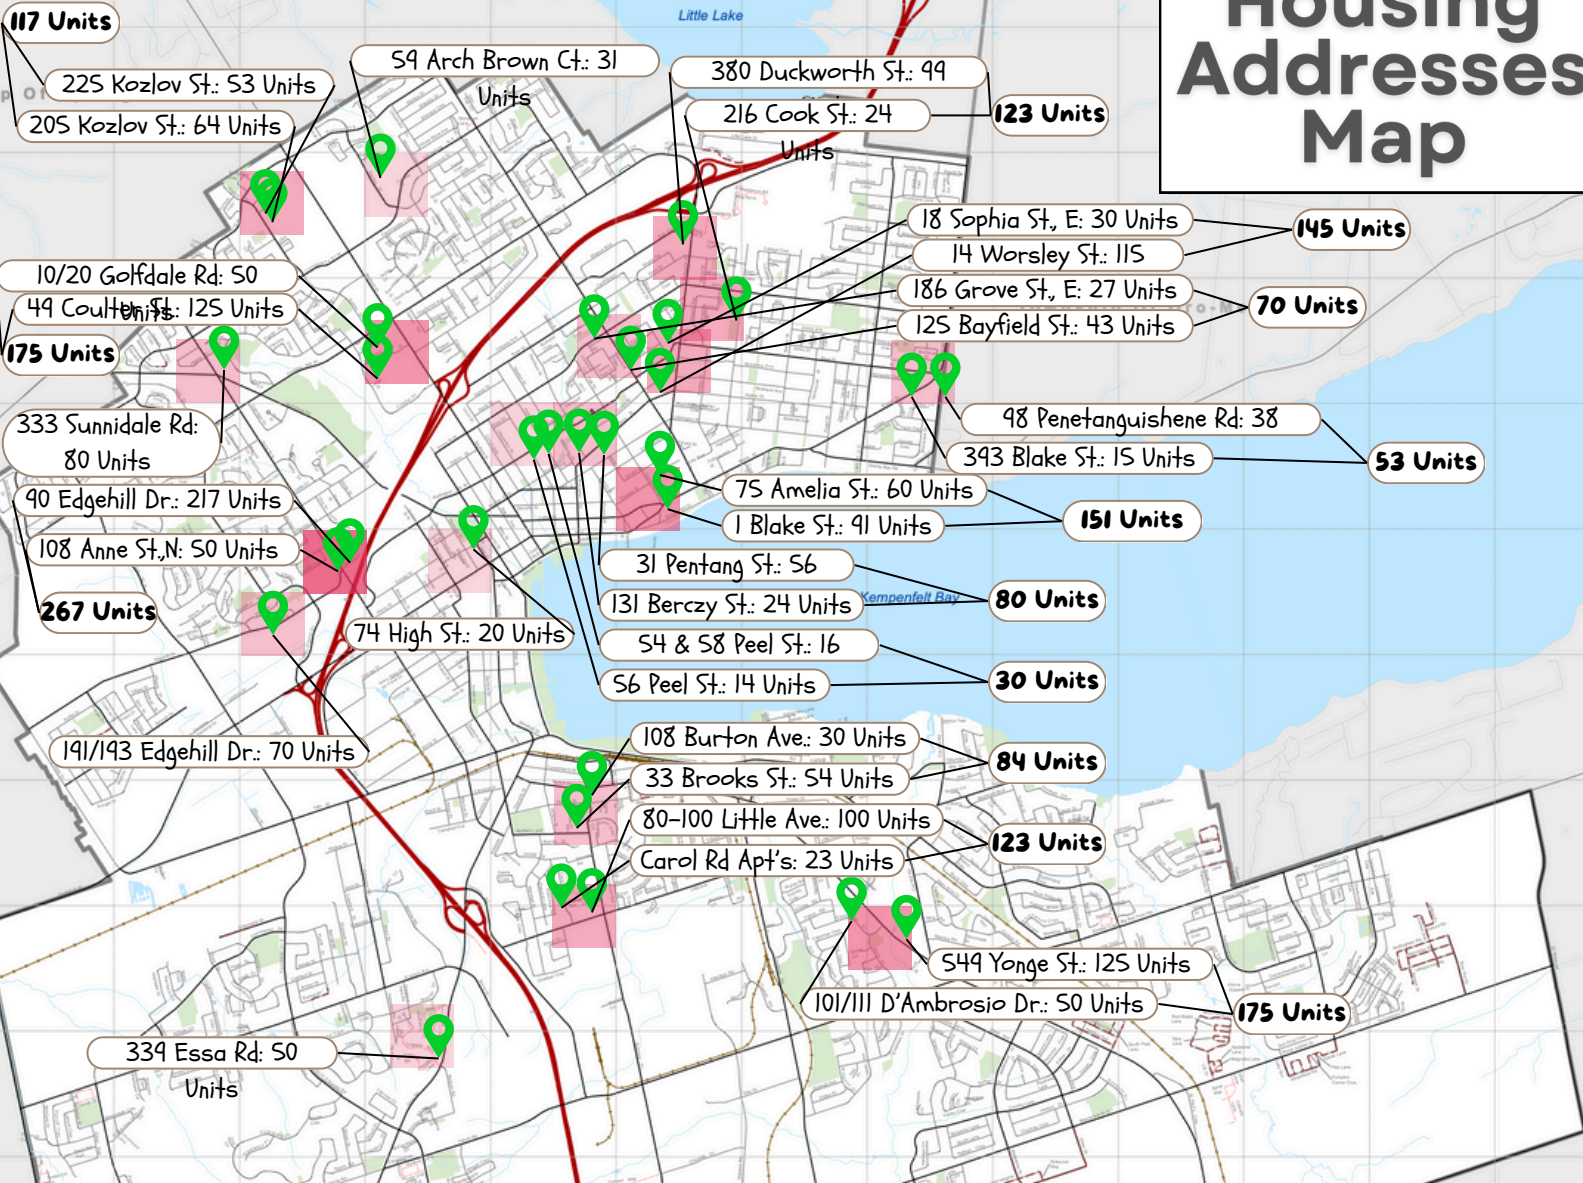 Housing
Addresses
Map
Little Lake
117 Units
225 Kozlov St.: 53 Units
205 Kozlov St.: 64 Units
59 Arch Brown Ct.: 31
Units
380 Duckworth St.: 99
216 Cook St.: 24
Units
123 Units
18 Sophia St., E: 30 Units
14 Worsley St.: 115
145 Units
186 Grove St., E: 27 Units
125 Bayfield St.: 43 Units
70 Units
10/20 Golfdale Rd: 50
Units
49 Coulter St.: 125 Units
175 Units
333 Sunnidale Rd:
80 Units
98 Penetanguishene Rd: 38
393 Blake St.: 15 Units
53 Units
90 Edgehill Dr.: 217 Units
108 Anne St.,N: 50 Units
267 Units
75 Amelia St.: 60 Units
1 Blake St.: 91 Units
151 Units
31 Pentang St.: 56
131 Berczy St.: 24 Units
80 Units
Kempenfelt Bay
74 High St.: 20 Units
54 & 58 Peel St.: 16
56 Peel St.: 14 Units
30 Units
191/193 Edgehill Dr.: 70 Units
108 Burton Ave.: 30 Units
33 Brooks St.: 54 Units
84 Units
80-100 Little Ave.: 100 Units
Carol Rd Apt's: 23 Units
123 Units
549 Yonge St.: 125 Units
101/111 D'Ambrosio Dr.: 50 Units
175 Units
339 Essa Rd: 50
Units